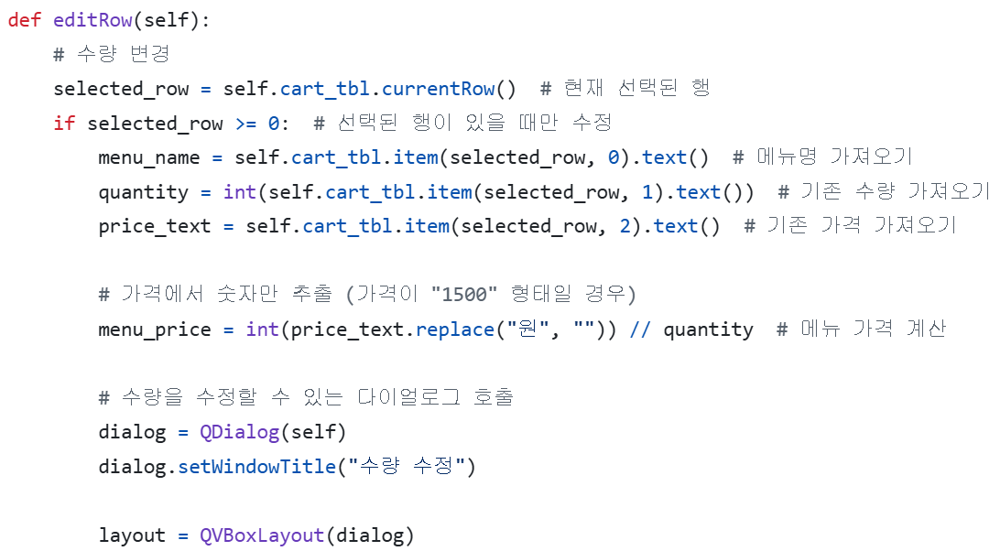 def editRow(self):
# 수량 변경
selected_row = self.cart_tbl.currentRow()  # 현재 선택된 행
if selected_row >= 0:  # 선택된 행이 있을 때만 수정
menu_name = self.cart_tbl.item(selected_row, 0).text()  # 메뉴명 가져오기
quantity = int(self.cart_tbl.item(selected_row, 1).text())  # 기존 수량 가져오기
price_text = self.cart_tbl.item(selected_row, 2).text()  # 기존 가격 가져오기
# 가격에서 숫자만 추출 (가격이 "1500" 형태일 경우)
menu_price = int(price_text.replace("원", "")) // quantity  # 메뉴 가격 계산
# 수량을 수정할 수 있는 다이얼로그 호출
dialog = QDialog(self)
dialog.setWindowTitle("수량 수정")
layout = QVBoxLayout(dialog)